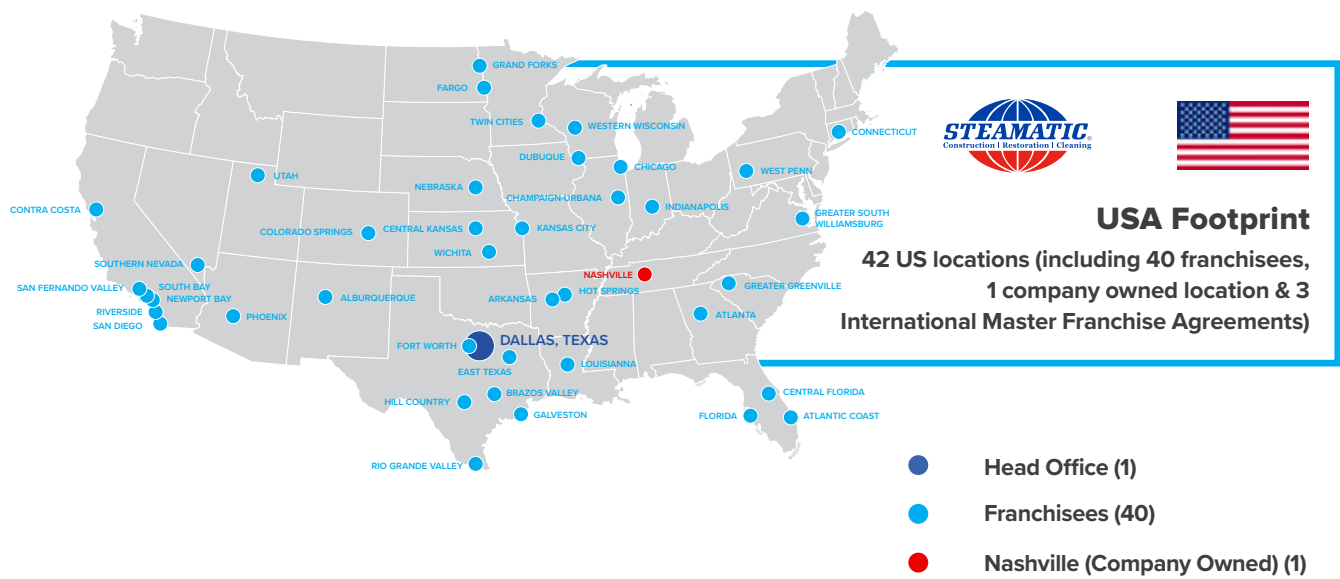 GRAND FORKS
FARGO
TWIN CITIES
WESTERN WISCONSIN
CONNECTICUT
STEAMATIC®
Construction | Restoration | Cleaning
DUBUQUE
CHICAGO
WEST PENN
UTAH
NEBRASKA
CHAMPAIGN-URBANA
INDIANAPOLIS
CONTRA COSTA
GREATER SOUTH
WILLIAMSBURG
COLORADO SPRINGS
CENTRAL KANSAS
KANSAS CITY
WICHITA
SOUTHERN NEVADA
NASHVILLE
SAN FERNANDO VALLEY
SOUTH BAY
NEWPORT BAY
RIVERSIDE
SAN DIEGO
PHOENIX
ALBURQUERQUE
ARKANSAS
HOT SPRINGS
GREATER GREENVILLE
ATLANTA
FORT WORTH
DALLAS, TEXAS
EAST TEXAS
LOUISIANNA
HILL COUNTRY
BRAZOS VALLEY
GALVESTON
RIO GRANDE VALLEY
CENTRAL FLORIDA
FLORIDA
ATLANTIC COAST
USA Footprint
42 US locations (including 40 franchisees,
1 company owned location & 3
International Master Franchise Agreements)
Head Office (1)
Franchisees (40)
Nashville (Company Owned) (1)